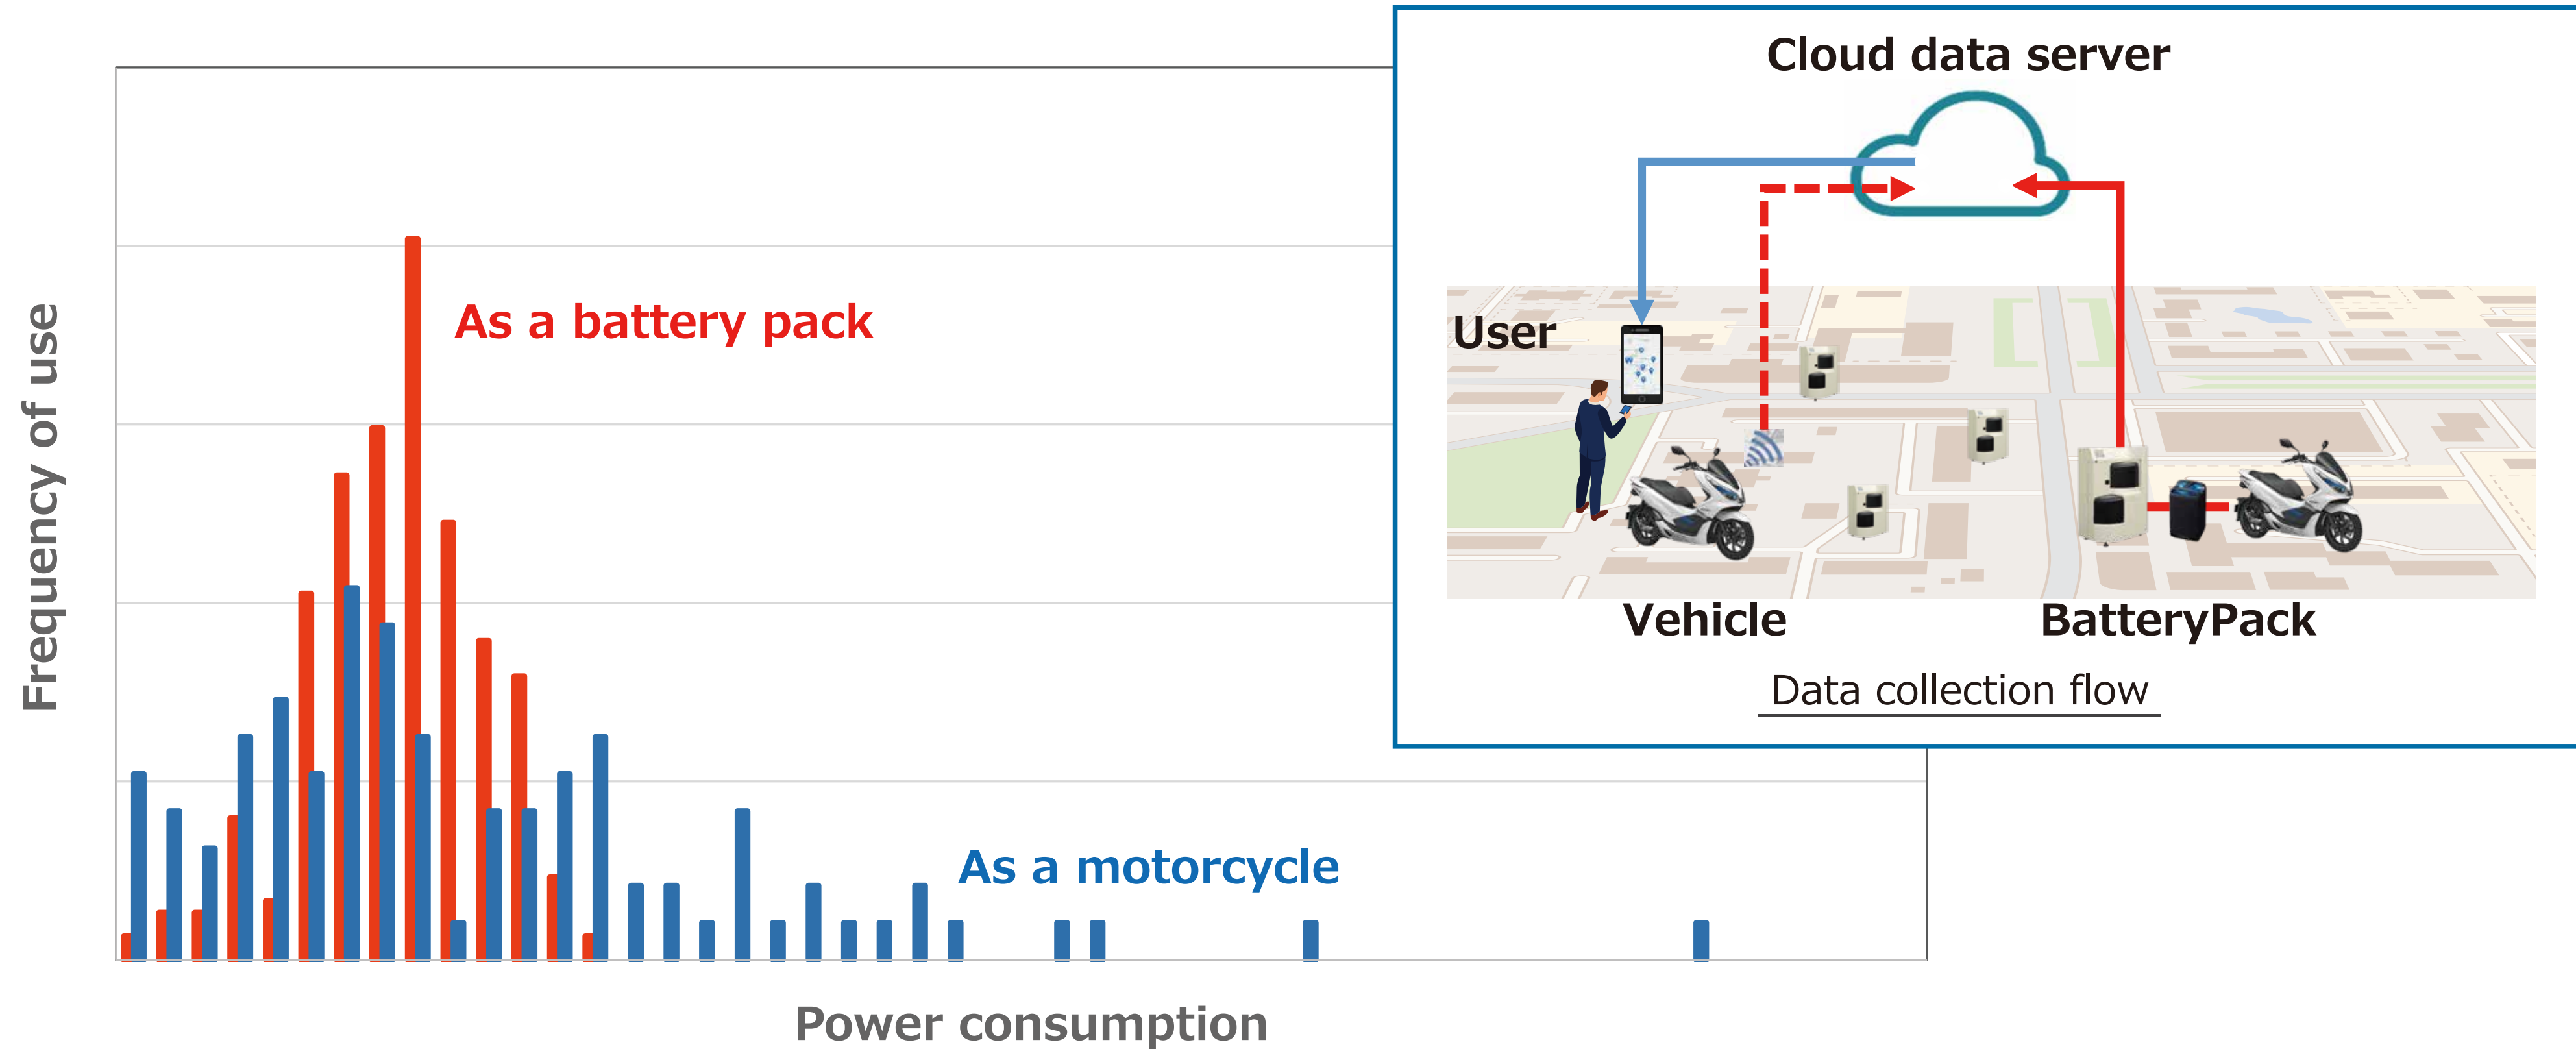 Frequency of use
As a battery pack
As a motorcycle
Power consumption
Cloud data server
User
Vehicle
BatteryPack
Data collection flow